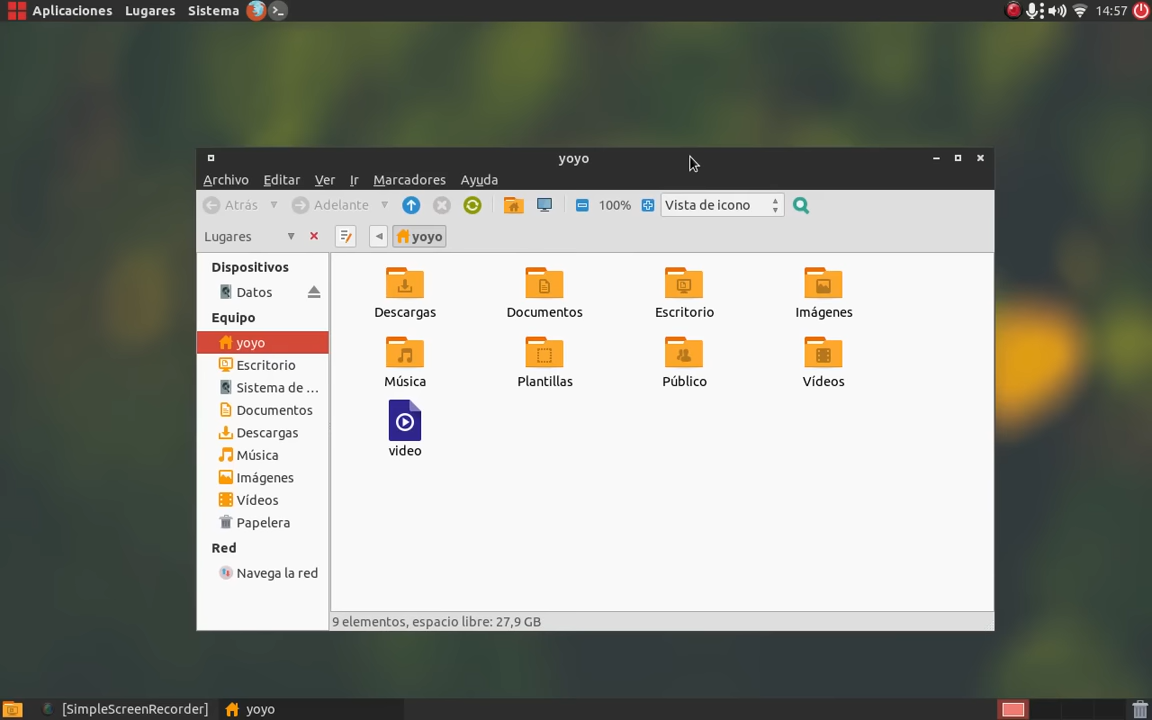 Aplicaciones Lugares Sistema 14:57
yoyo
Archivo Editar Ver Ir Marcadores Ayuda
Atrás Adelante 100% Vista de icono
Lugares yoyo
Dispositivos
Datos
Equipo
yoyo
Escritorio
Sistema de ...
Documentos
Descargas
Música
Imágenes
Vídeos
Papelera
Red
Navega la red
Descargas Documentos Escritorio Imágenes
Música Plantillas Público Vídeos
video
9 elementos, espacio libre: 27,9 GB
[SimpleScreenRecorder] yoyo